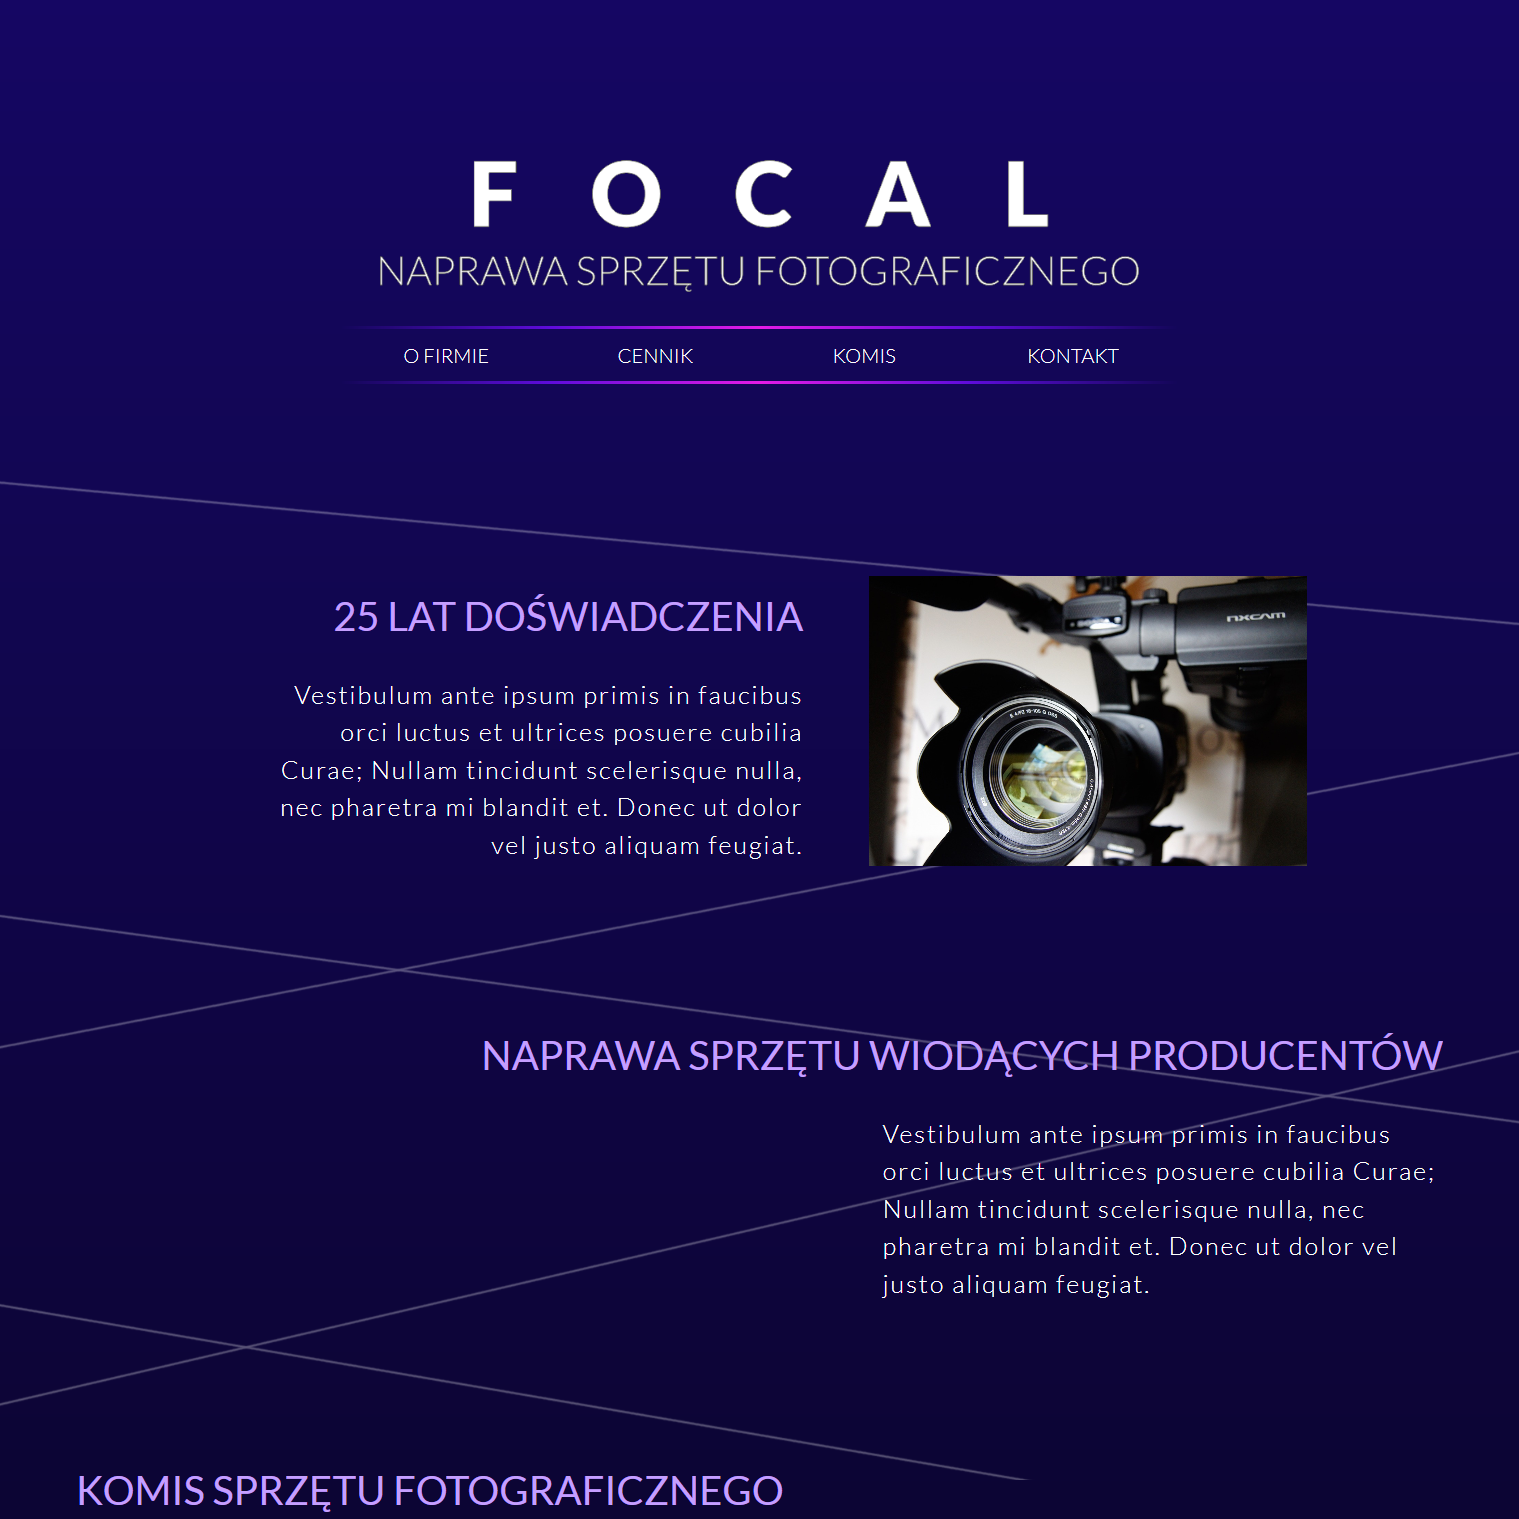 FOCAL
NAPRAWA SPRZĘTU FOTOGRAFICZNEGO
O FIRMIE CENNIK KOMIS KONTAKT
25 LAT DOŚWIADCZENIA
Vestibulum ante ipsum primis in faucibus
orci luctus et ultrices posuere cubilia
Curae; Nullam tincidunt scelerisque nulla,
nec pharetra mi blandit et. Donec ut dolor
vel justo aliquam feugiat.
NXCAM
NAPRAWA SPRZĘTU WIODĄCYCH PRODUCENTÓW
Vestibulum ante ipsum primis in faucibus
orci luctus et ultrices posuere cubilia Curae;
Nullam tincidunt scelerisque nulla, nec
pharetra mi blandit et. Donec ut dolor vel
justo aliquam feugiat.
KOMIS SPRZĘTU FOTOGRAFICZNEGO